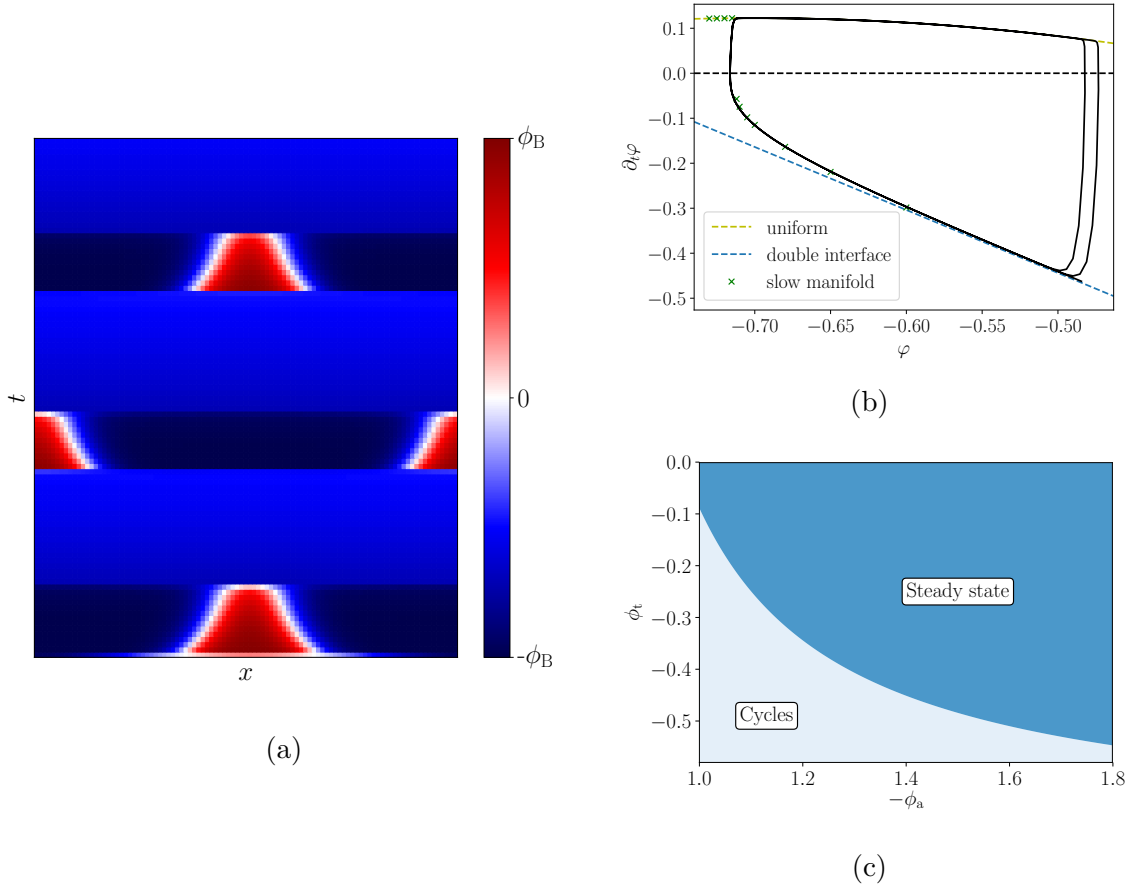 ϕB
0
-ϕB
t
x
(a)
0.1
0.0
−0.1
−0.2
−0.3
−0.4
−0.5
∂tφ
uniform
double interface
slow manifold
−0.70
−0.65
−0.60
−0.55
−0.50
φ
(b)
0.0
−0.1
−0.2
−0.3
−0.4
−0.5
ϕt
Steady state
Cycles
1.0
1.2
1.4
1.6
1.8
−ϕa
(c)